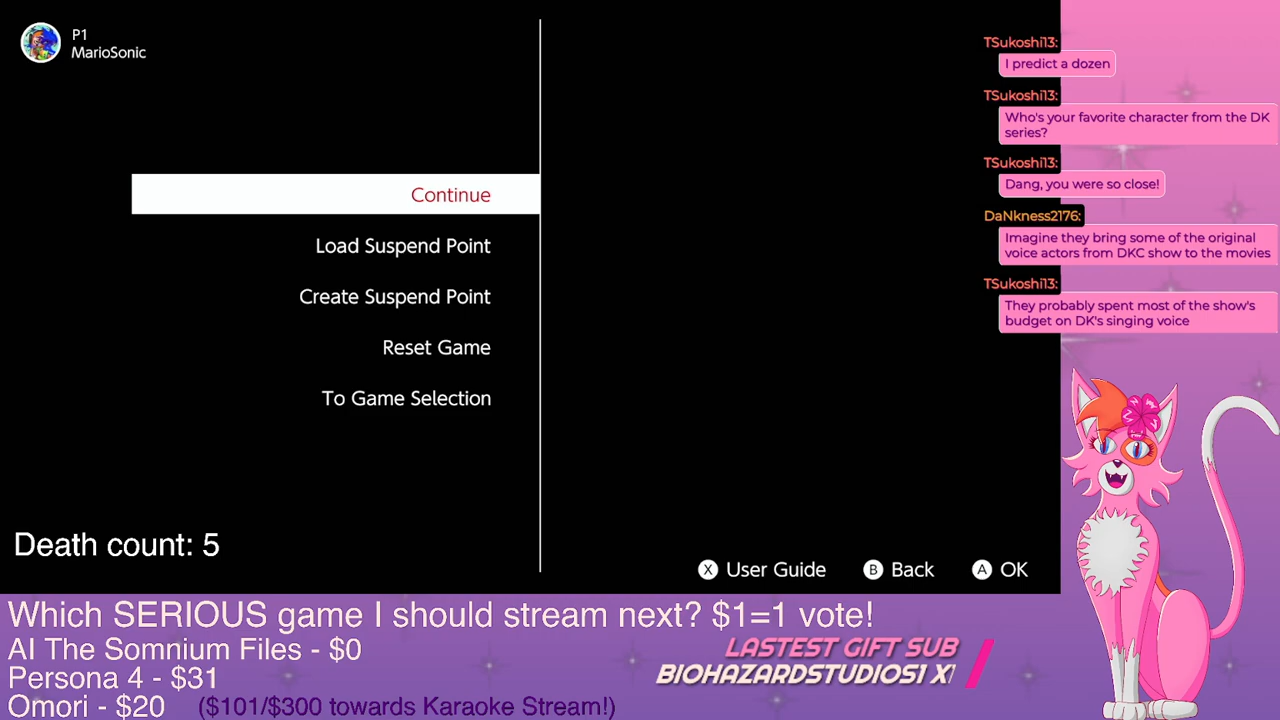 P1
MarioSonic
Continue
Load Suspend Point
Create Suspend Point
Reset Game
To Game Selection
X User Guide B Back A OK
Death count: 5
TSukoshi13:
I predict a dozen
TSukoshi13:
Who's your favorite character from the DK
series?
TSukoshi13:
Dang, you were so close!
DaNkness2176:
Imagine they bring some of the original
voice actors from DKC show to the movies
TSukoshi13:
They probably spent most of the show's
budget on DK's singing voice
Which SERIOUS game I should stream next? $1=1 vote!
AI The Somnium Files - $0
Persona 4 - $31
Omori - $20 ($101/$300 towards Karaoke Stream!)
LASTEST GIFT SUB
BIOHAZARDSTUDIOS1 X1